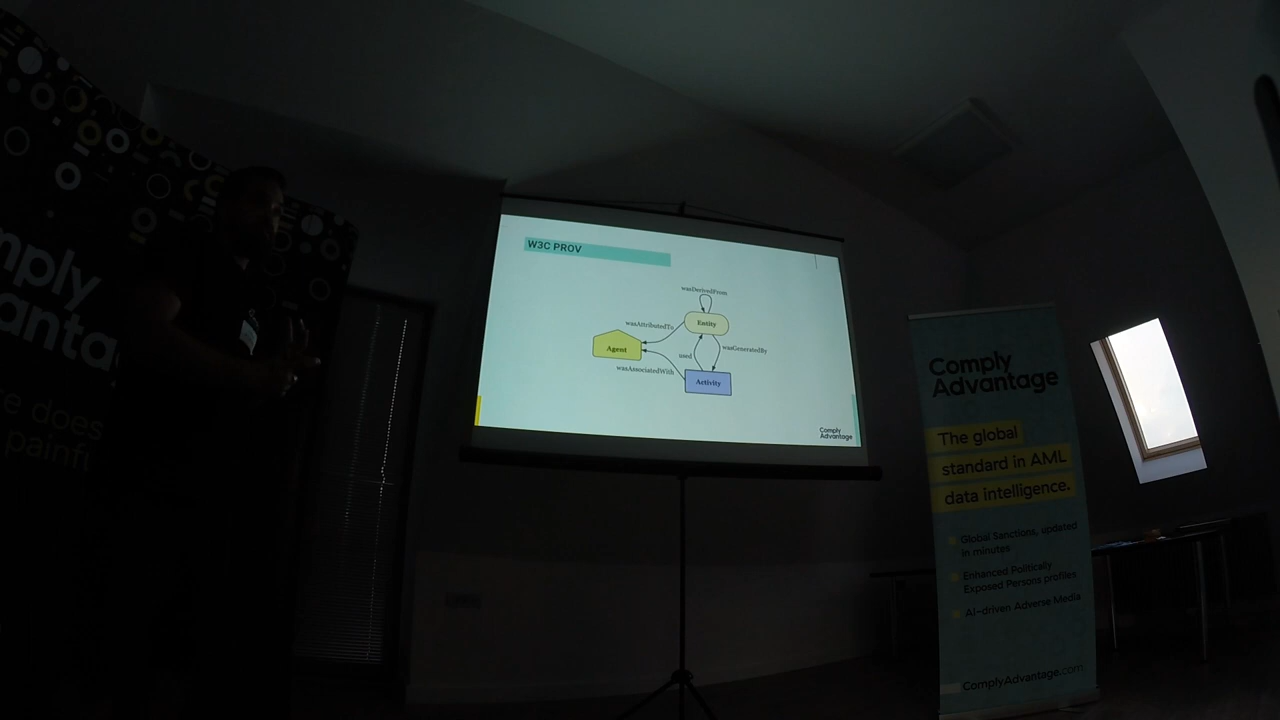 mply
anta
e does
painf
W3C PROV
wasDerivedFrom
Entity
wasAttributedTo
Agent
used
wasGeneratedBy
wasAssociatedWith
Activity
Comply
Advantage
Comply
Advantage
The global
standard in AML
data intelligence.
Global Sanctions, updated
in minutes
Enhanced Politically
Exposed Persons profiles
AI-driven Adverse Media
ComplyAdvantage.com